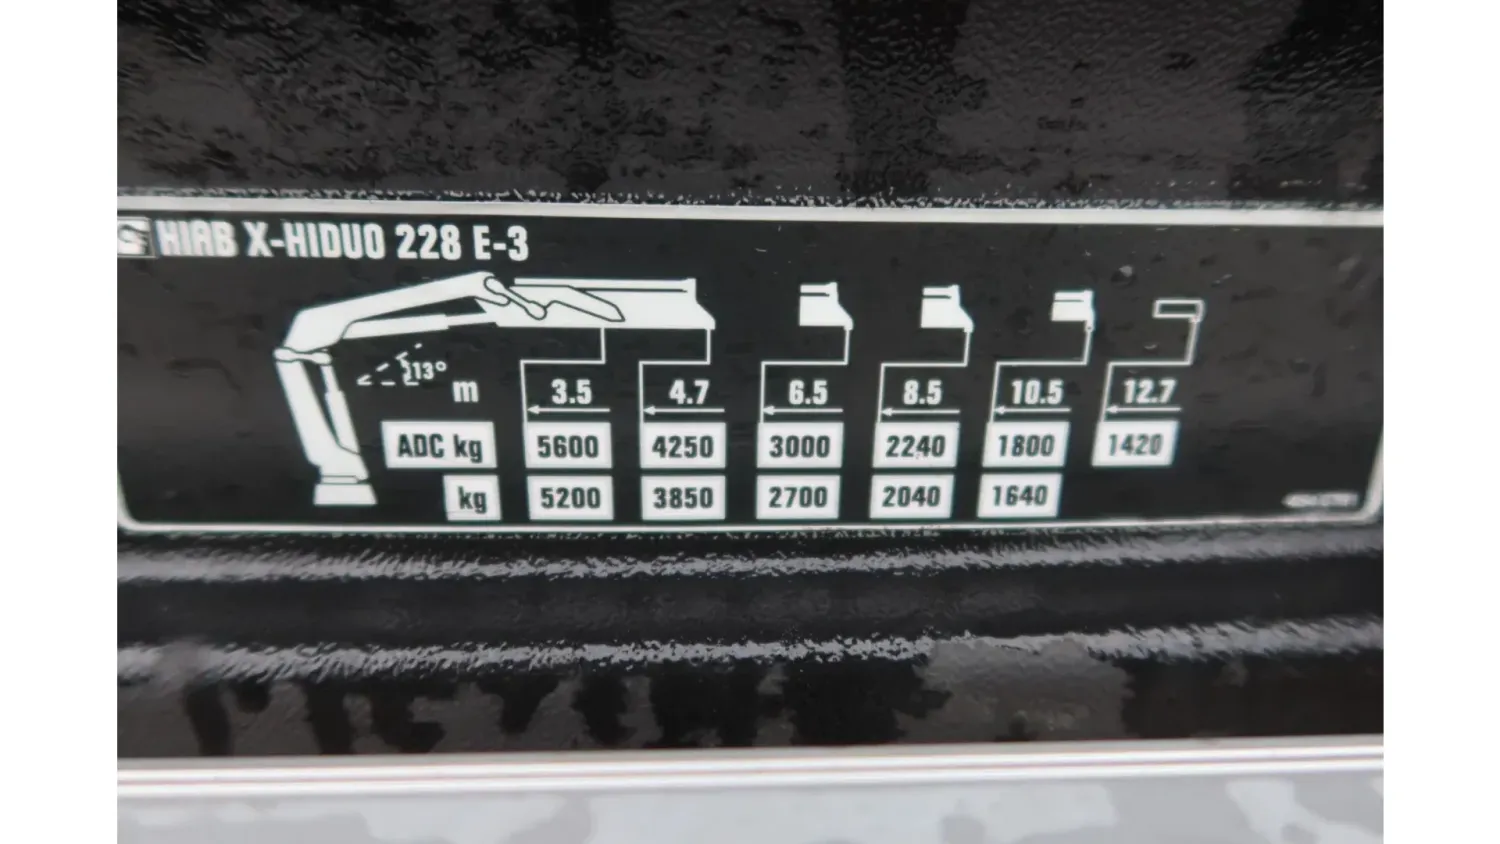 HIAB X-HIDUO 228 E-3
13°
m 3.5 4.7 6.5 8.5 10.5 12.7
ADC kg 5600 4250 3000 2240 1800 1420
kg 5200 3850 2700 2040 1640